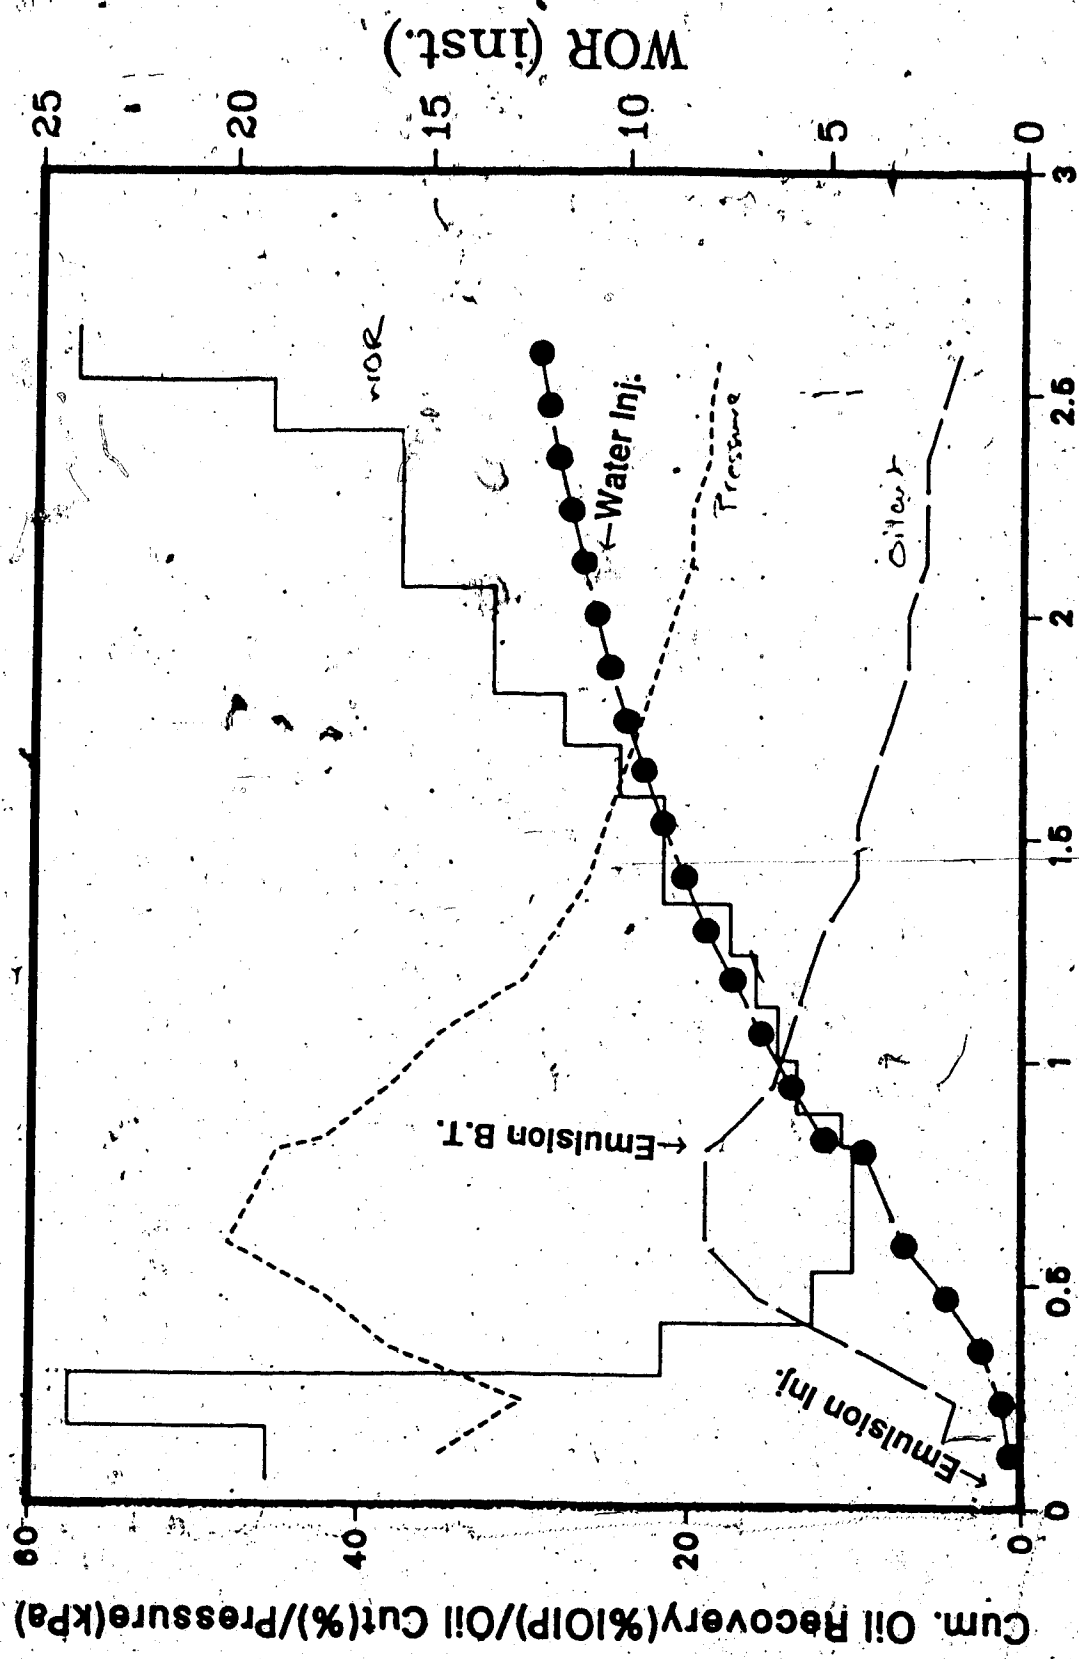 Cum. Oil Recovery(%IOIP)/Oil Cut(%)/Pressure(kPa)
60
40
20
0
0
0.5
1
1.5
2
2.5
3
WOR (inst.)
25
20
15
10
5
0
WOR
←Water Inj.
Pressure
Oilcut
←Emulsion B.T.
←Emulsion Inj.